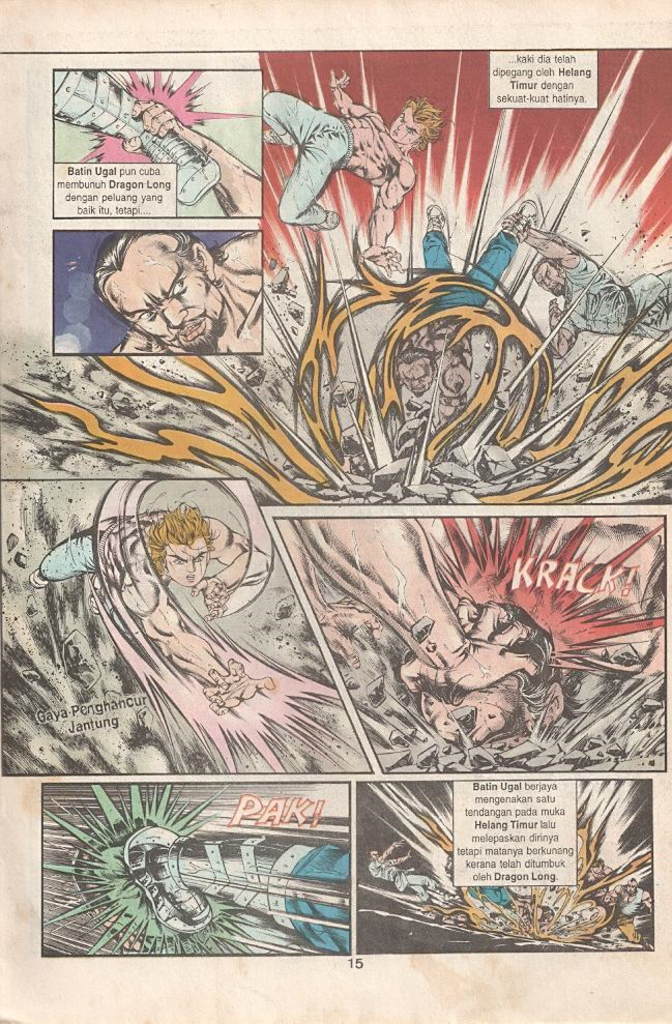 Batin Ugal pun cuba
membunuh Dragon Long
dengan peluang yang
baik itu, tetapi....
...kaki dia telah
dipegang oleh Helang
Timur dengan
sekuat-kuat hatinya.
Gaya Penghancur
Jantung
KRACK!
PAK!
Batin Ugal berjaya
mengenakan satu
tendangan pada muka
Helang Timur lalu
melepaskan dirinya
tetapi matanya berkunang
kerana telah ditumbuk
oleh Dragon Long.
15